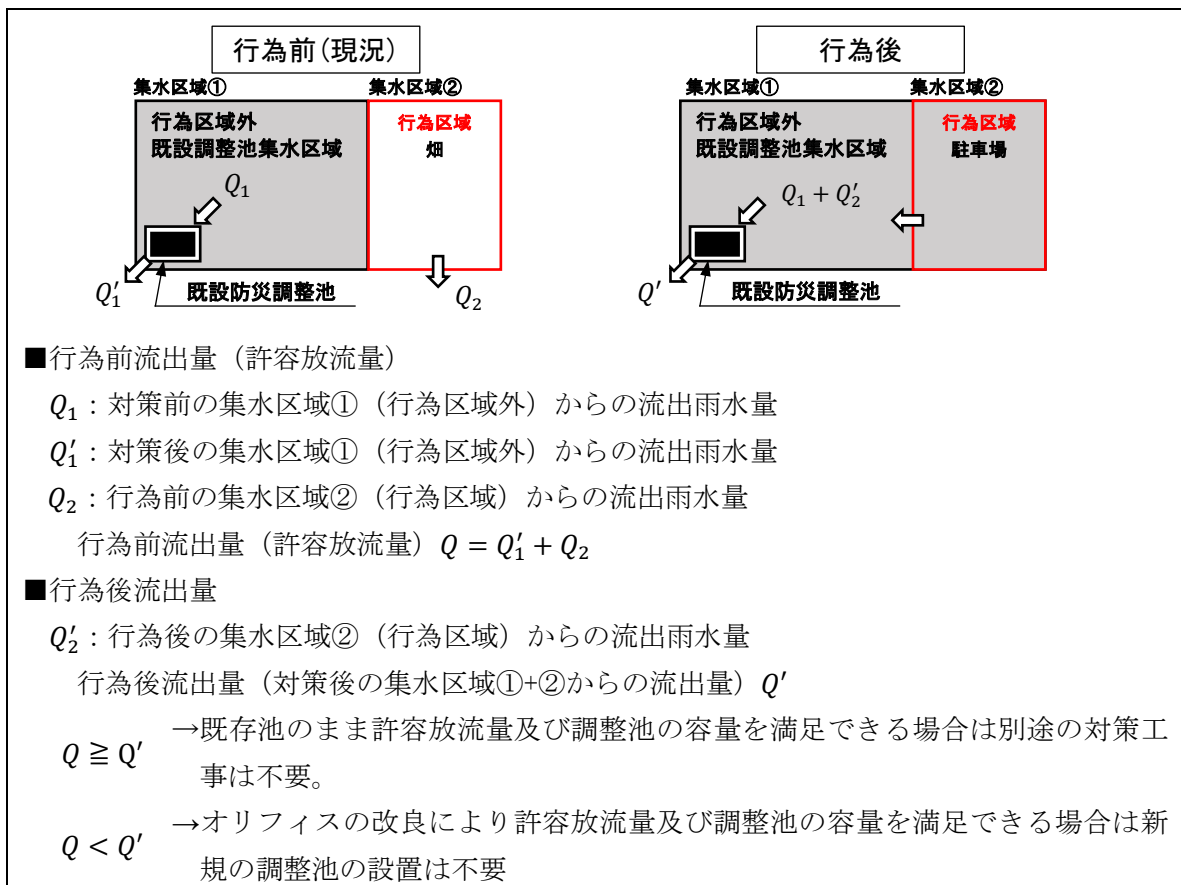 行為前(現況)
集水区域①
集水区域②
行為区域外
既設調整池集水区域
行為区域
畑
Q₁
Q₁′
既設防災調整池
Q₂
行為後
集水区域①
集水区域②
行為区域外
既設調整池集水区域
行為区域
駐車場
Q₁ + Q₂′
Q′
既設防災調整池
■行為前流出量（許容放流量）
Q₁：対策前の集水区域①（行為区域外）からの流出雨水量
Q₁′：対策後の集水区域①（行為区域外）からの流出雨水量
Q₂：行為前の集水区域②（行為区域）からの流出雨水量
行為前流出量（許容放流量）Q = Q₁′ + Q₂
■行為後流出量
Q₂′：行為後の集水区域②（行為区域）からの流出雨水量
行為後流出量（対策後の集水区域①+②からの流出量）Q′
Q ≧ Q′ →既存池のまま許容放流量及び調整池の容量を満足できる場合は別途の対策工
事は不要。
Q < Q′ →オリフィスの改良により許容放流量及び調整池の容量を満足できる場合は新
規の調整池の設置は不要